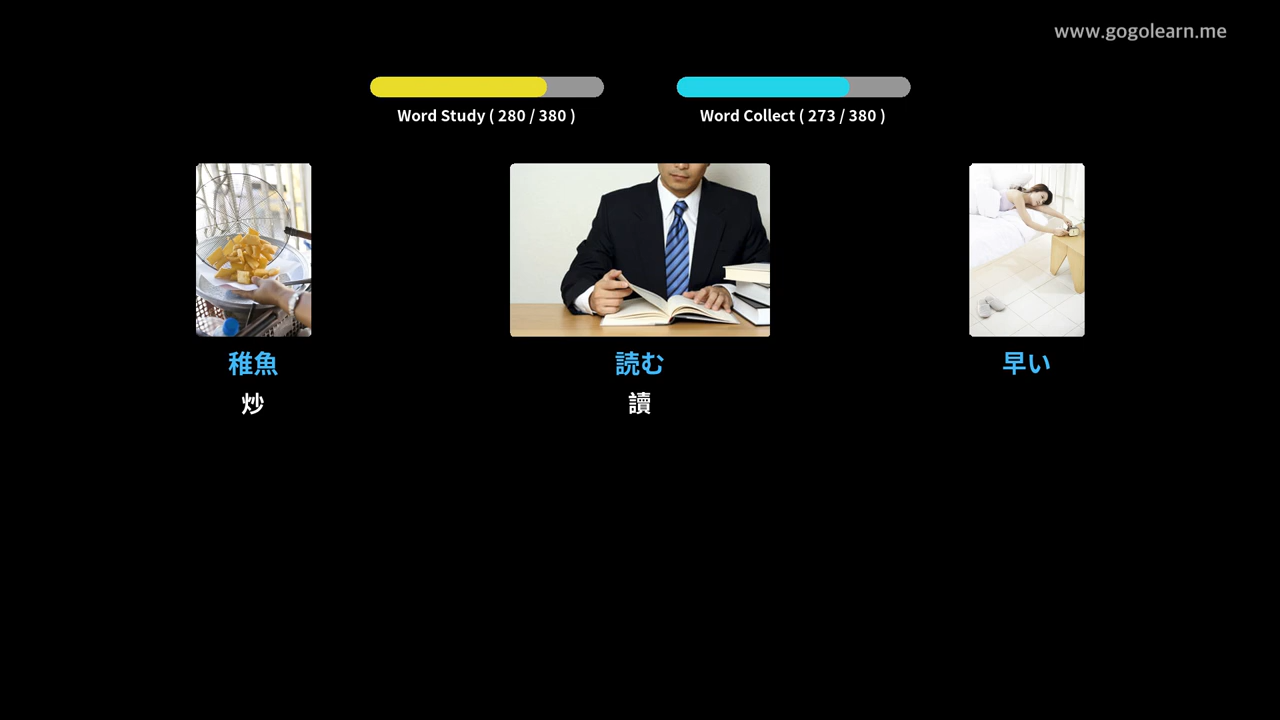 www.gogolearn.me
Word Study ( 280 / 380 )
Word Collect ( 273 / 380 )
稚魚
読む
早い
炒
讀